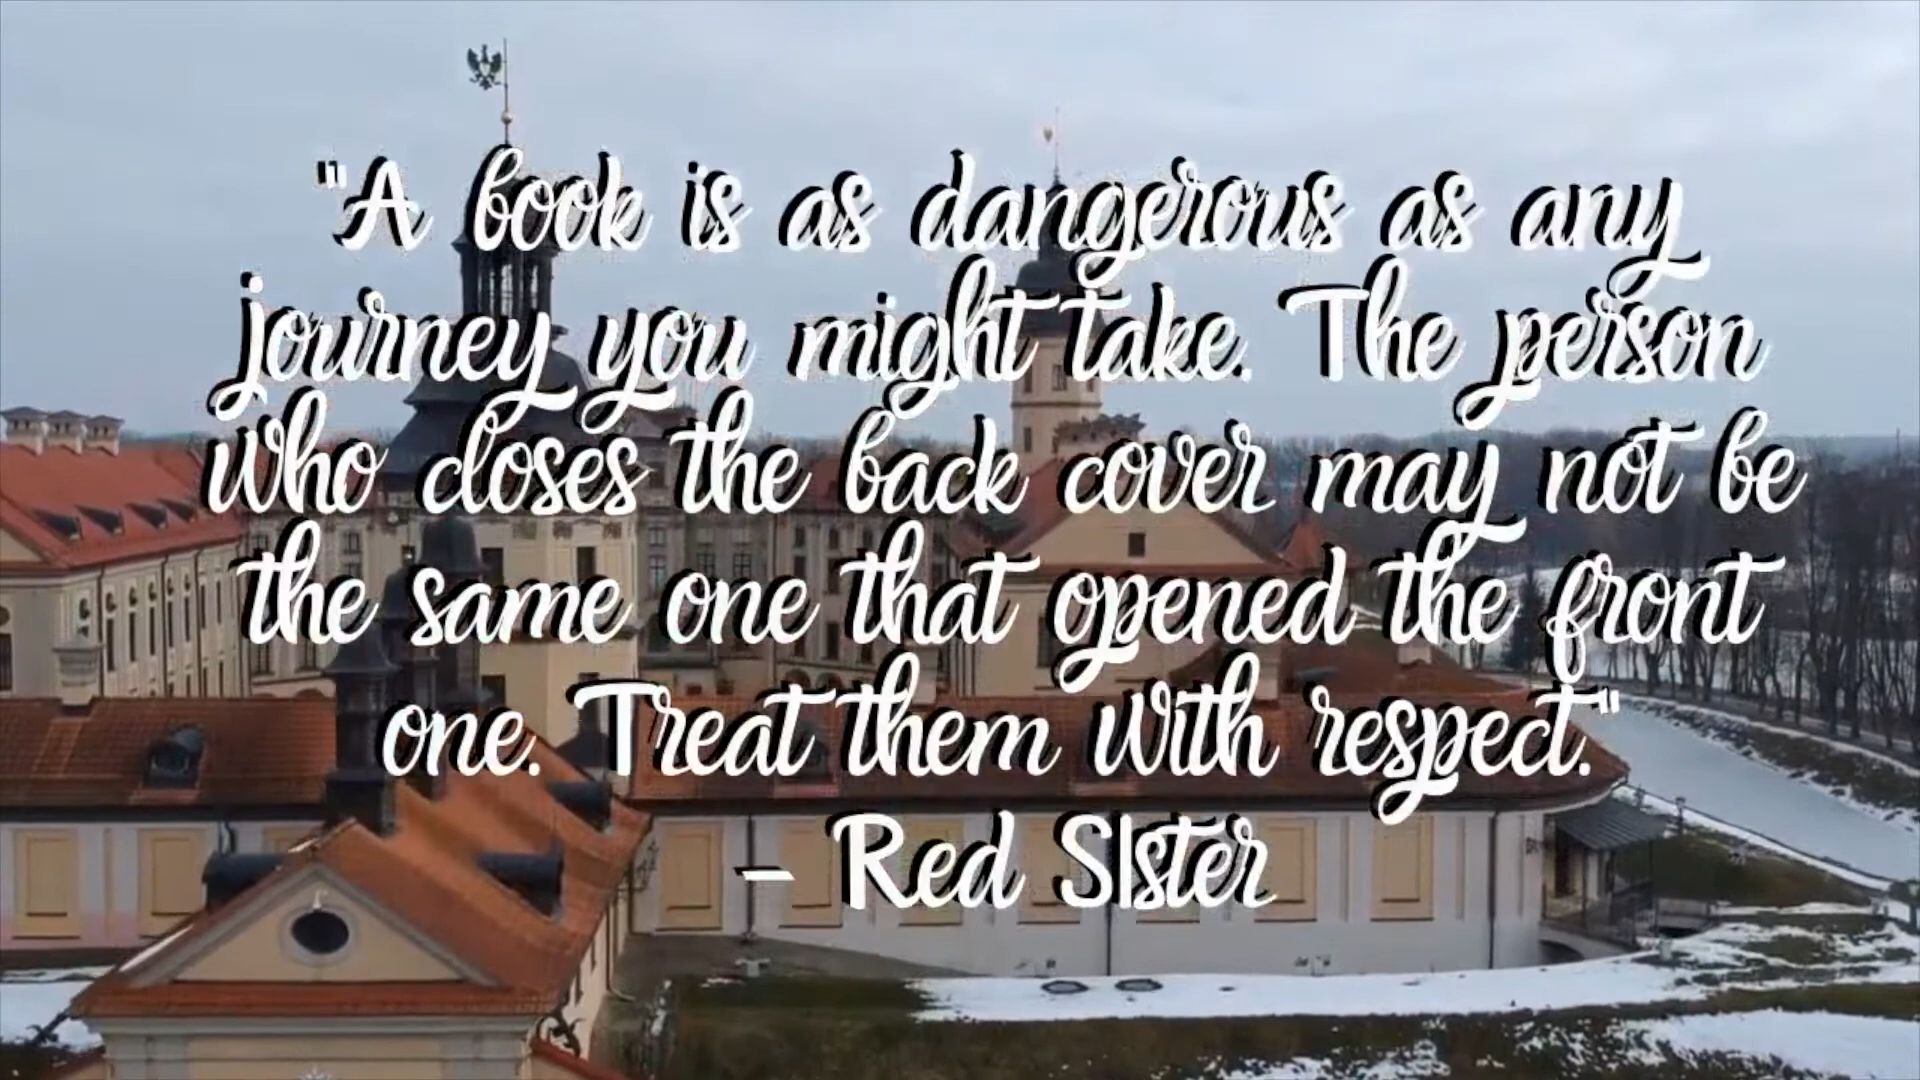 "A book is as dangerous as any
journey you might take. The person
who closes the back cover may not be
the same one that opened the front
one. Treat them with respect."
- Red SIster